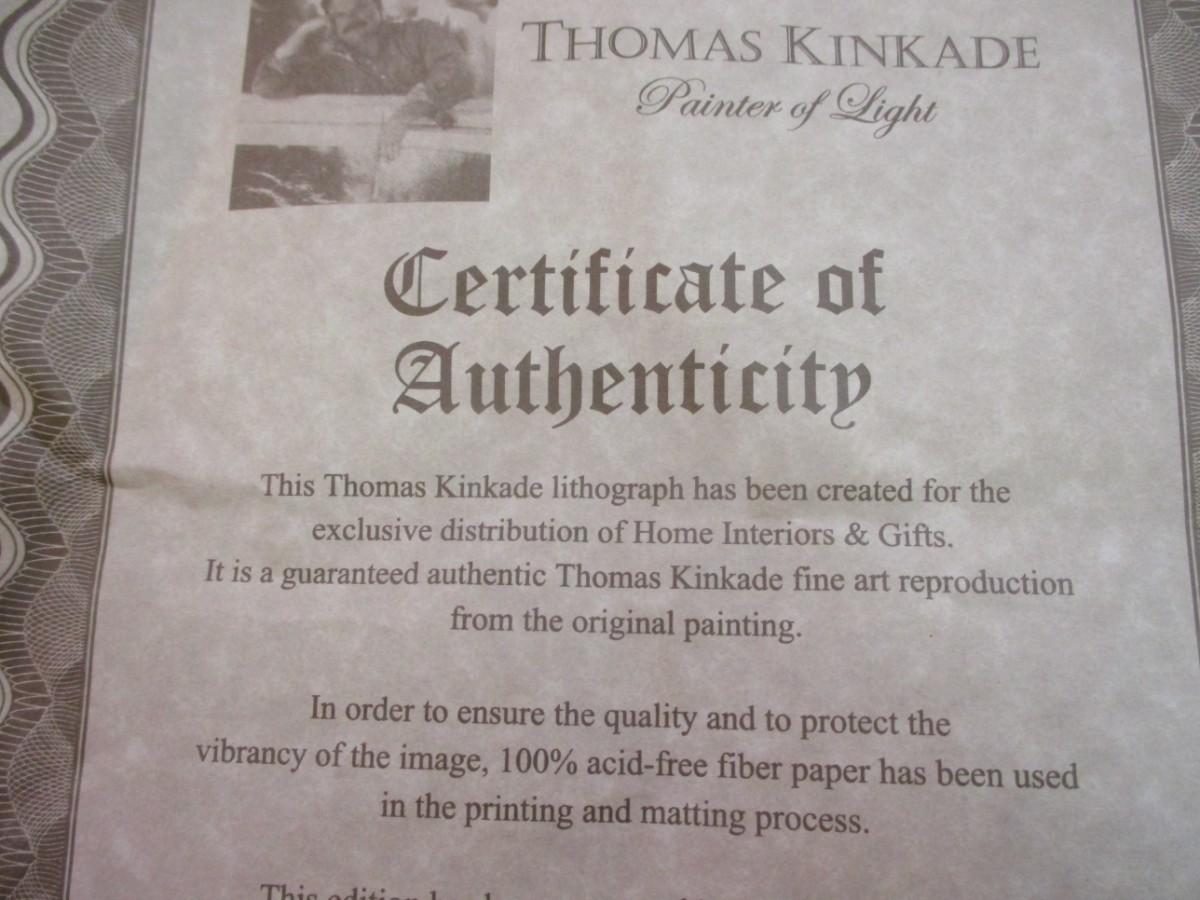 THOMAS KINKADE
Painter of Light
Certificate of
Authenticity
This Thomas Kinkade lithograph has been created for the
exclusive distribution of Home Interiors & Gifts.
It is a guaranteed authentic Thomas Kinkade fine art reproduction
from the original painting.
In order to ensure the quality and to protect the
vibrancy of the image, 100% acid-free fiber paper has been used
in the printing and matting process.
This edition